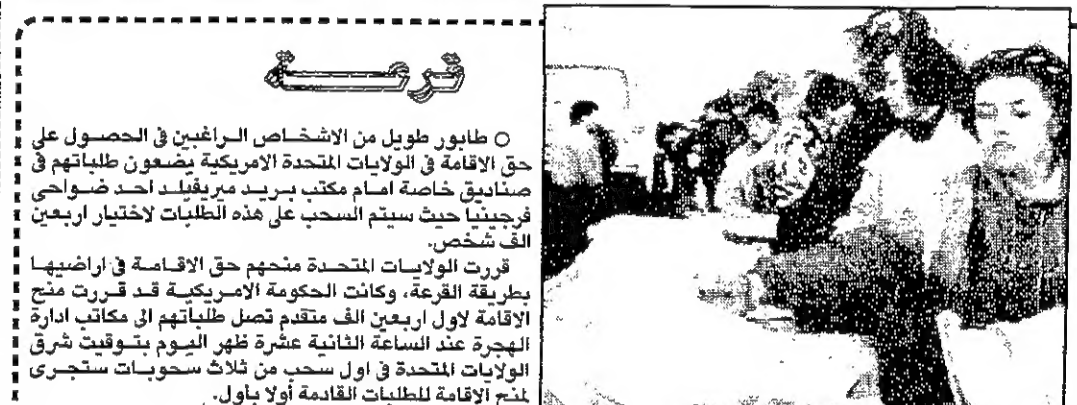 قرعة
○ طابور طويل من الاشخاص الراغبين في الحصول على
حق الاقامة في الولايات المتحدة الامريكية يضعون طلباتهم في
صناديق خاصة امام مكتب بريد ميريفيلد احد ضواحى
فرجينيا حيث سيتم السحب على هذه الطلبات لاختيار اربعين
الف شخص.
قررت الولايات المتحدة منحهم حق الاقامة في اراضيها
بطريقة القرعة، وكانت الحكومة الامريكية قد قررت منح
الاقامة لاول اربعين الف متقدم تصل طلباتهم الى مكاتب ادارة
الهجرة عند الساعة الثانية عشرة ظهر اليوم بتوقيت شرق
الولايات المتحدة في اول سحب من ثلاث سحوبات ستجرى
لمنح الاقامة للطلبات القادمة أولا بأول.